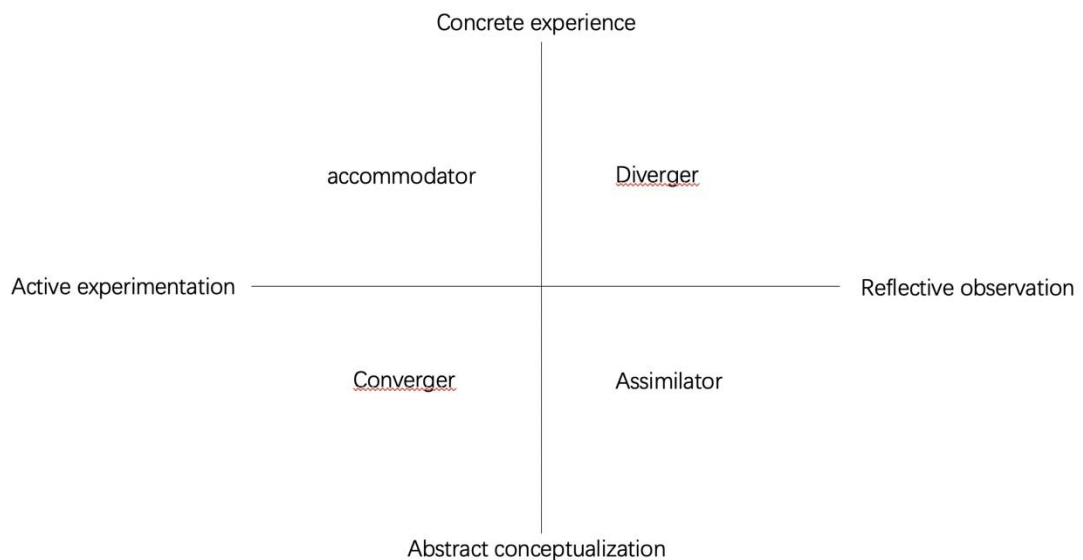 Concrete experience
accommodator Diverger
Active experimentation Reflective observation
Converger Assimilator
Abstract conceptualization